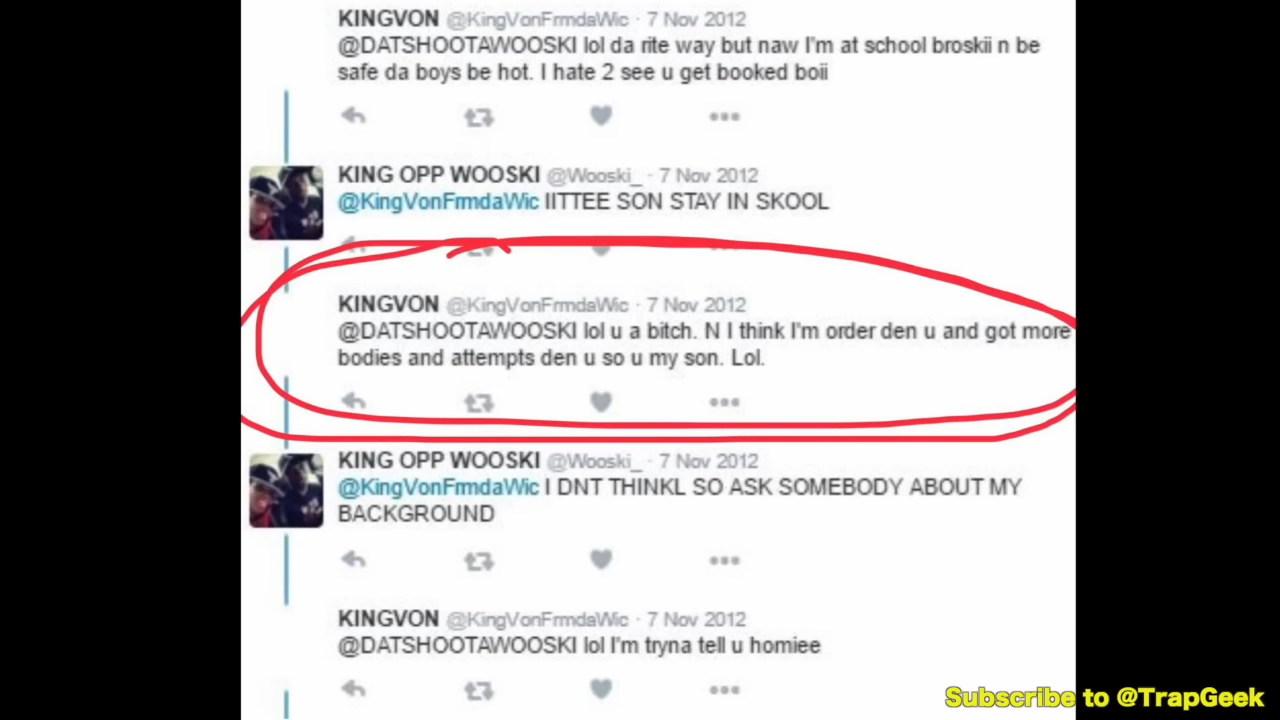 KINGVON @KingVonFrmdaWic · 7 Nov 2012
@DATSHOOTAWOOSKI lol da rite way but naw I'm at school broskii n be
safe da boys be hot. I hate 2 see u get booked boii
KING OPP WOOSKI @Wooski_ · 7 Nov 2012
@KingVonFrmdaWic IITTEE SON STAY IN SKOOL
KINGVON @KingVonFrmdaWic · 7 Nov 2012
@DATSHOOTAWOOSKI lol u a bitch. N I think I'm order den u and got more
bodies and attempts den u so u my son. Lol.
KING OPP WOOSKI @Wooski_ · 7 Nov 2012
@KingVonFrmdaWic I DNT THINKL SO ASK SOMEBODY ABOUT MY
BACKGROUND
KINGVON @KingVonFrmdaWic · 7 Nov 2012
@DATSHOOTAWOOSKI lol I'm tryna tell u homiee
Subscribe to @TrapGeek